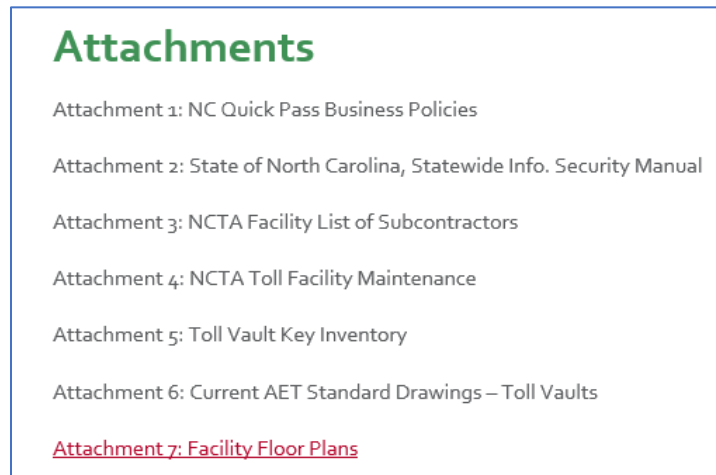 Attachments
Attachment 1: NC Quick Pass Business Policies
Attachment 2: State of North Carolina, Statewide Info. Security Manual
Attachment 3: NCTA Facility List of Subcontractors
Attachment 4: NCTA Toll Facility Maintenance
Attachment 5: Toll Vault Key Inventory
Attachment 6: Current AET Standard Drawings – Toll Vaults
Attachment 7: Facility Floor Plans